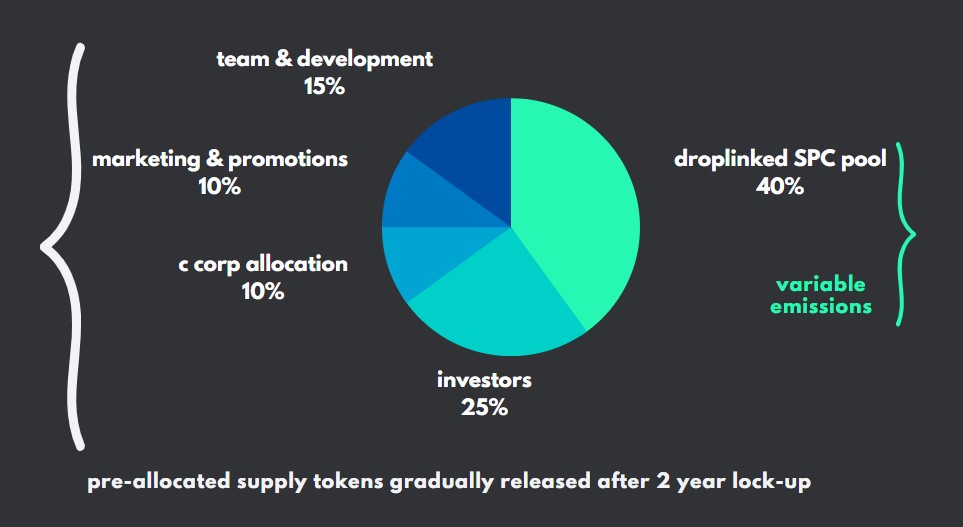 team & development
15%
marketing & promotions
10%
c corp allocation
10%
investors
25%
droplinked SPC pool
40%
variable
emissions
pre-allocated supply tokens gradually released after 2 year lock-up